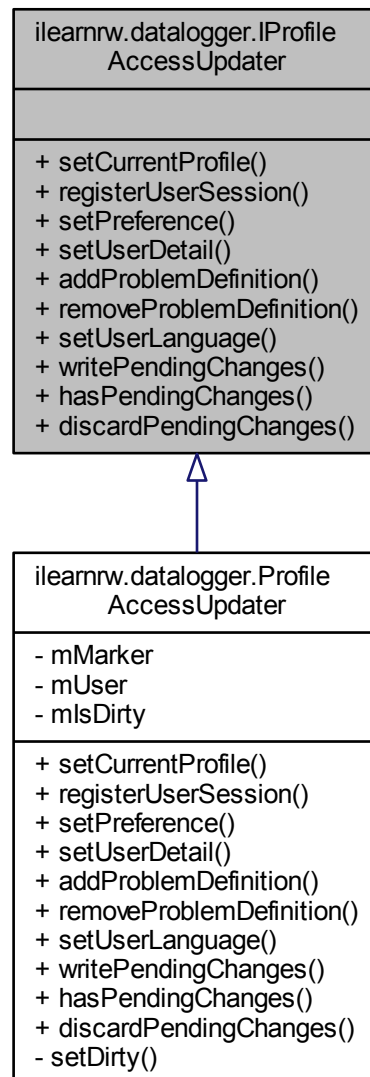 ilearnrw.datalogger.IProfile
AccessUpdater
+ setCurrentProfile()
+ registerUserSession()
+ setPreference()
+ setUserDetail()
+ addProblemDefinition()
+ removeProblemDefinition()
+ setUserLanguage()
+ writePendingChanges()
+ hasPendingChanges()
+ discardPendingChanges()
ilearnrw.datalogger.Profile
AccessUpdater
- mMarker
- mUser
- mIsDirty
+ setCurrentProfile()
+ registerUserSession()
+ setPreference()
+ setUserDetail()
+ addProblemDefinition()
+ removeProblemDefinition()
+ setUserLanguage()
+ writePendingChanges()
+ hasPendingChanges()
+ discardPendingChanges()
- setDirty()